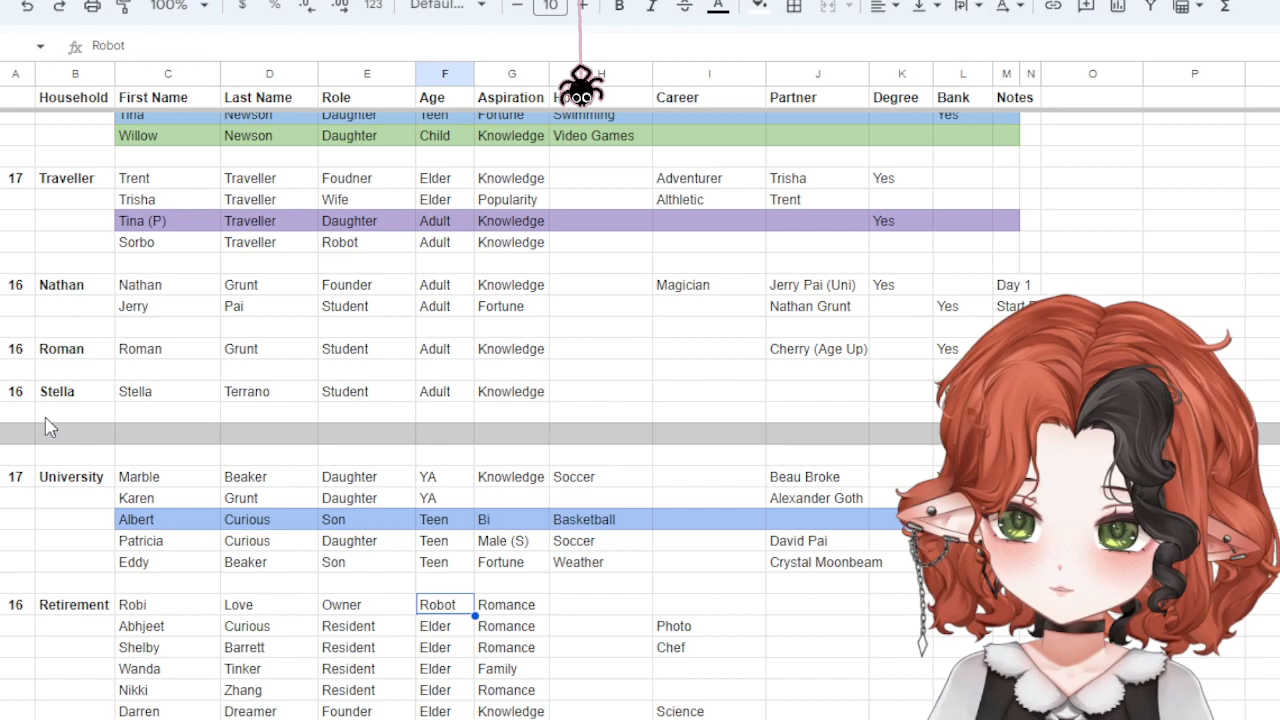 100% $ % .0 .00 123 Defaul... 10 B I A
fx Robot
A B C D E F G H I J K L M N O P
Household First Name Last Name Role Age Aspiration Career Partner Degree Bank Notes
Tina Newson Daughter Teen Fortune Swimming Yes
Willow Newson Daughter Child Knowledge Video Games
17 Traveller Trent Traveller Foudner Elder Knowledge Adventurer Trisha Yes
Trisha Traveller Wife Elder Popularity Althletic Trent
Tina (P) Traveller Daughter Adult Knowledge Yes
Sorbo Traveller Robot Adult Knowledge
16 Nathan Nathan Grunt Founder Adult Knowledge Magician Jerry Pai (Uni) Yes Day 1
Jerry Pai Student Adult Fortune Nathan Grunt Yes Start
16 Roman Roman Grunt Student Adult Knowledge Cherry (Age Up) Yes
16 Stella Stella Terrano Student Adult Knowledge
17 University Marble Beaker Daughter YA Knowledge Soccer Beau Broke
Karen Grunt Daughter YA Alexander Goth
Albert Curious Son Teen Bi Basketball
Patricia Curious Daughter Teen Male (S) Soccer David Pai
Eddy Beaker Son Teen Fortune Weather Crystal Moonbeam
16 Retirement Robi Love Owner Robot Romance
Abhjeet Curious Resident Elder Romance Photo
Shelby Barrett Resident Elder Romance Chef
Wanda Tinker Resident Elder Family
Nikki Zhang Resident Elder Romance
Darren Dreamer Founder Elder Knowledge Science